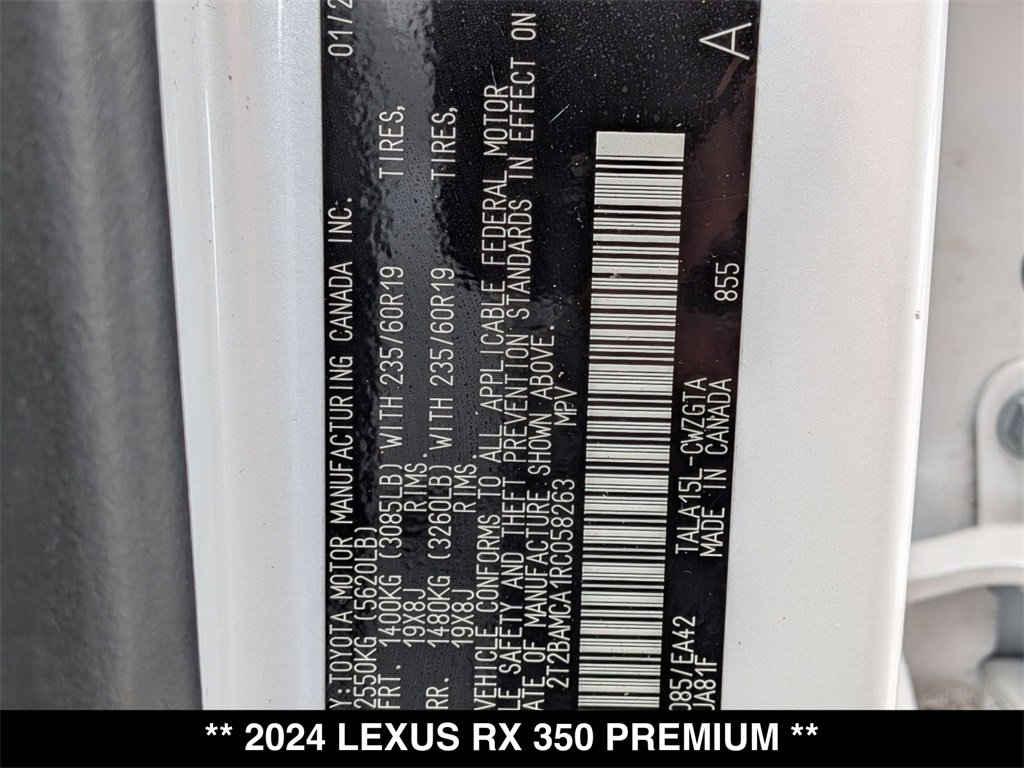 Y:TOYOTA MOTOR MANUFACTURING CANADA INC. 01/2
2550KG (5620LB)
FRT. 1400KG (3085LB) WITH 235/60R19 TIRES,
19X8J RIMS.
RR. 1480KG (3260LB) WITH 235/60R19 TIRES,
19X8J RIMS.
VEHICLE CONFORMS TO ALL APPLICABLE FEDERAL MOTOR
LE SAFETY AND THEFT PREVENTION STANDARDS IN EFFECT ON
ATE OF MANUFACTURE SHOWN ABOVE.
2T2BAMCA1RC058263 MPV
085/EA42 TALA15L-CWZGTA 855 A
0A81F MADE IN CANADA
** 2024 LEXUS RX 350 PREMIUM **